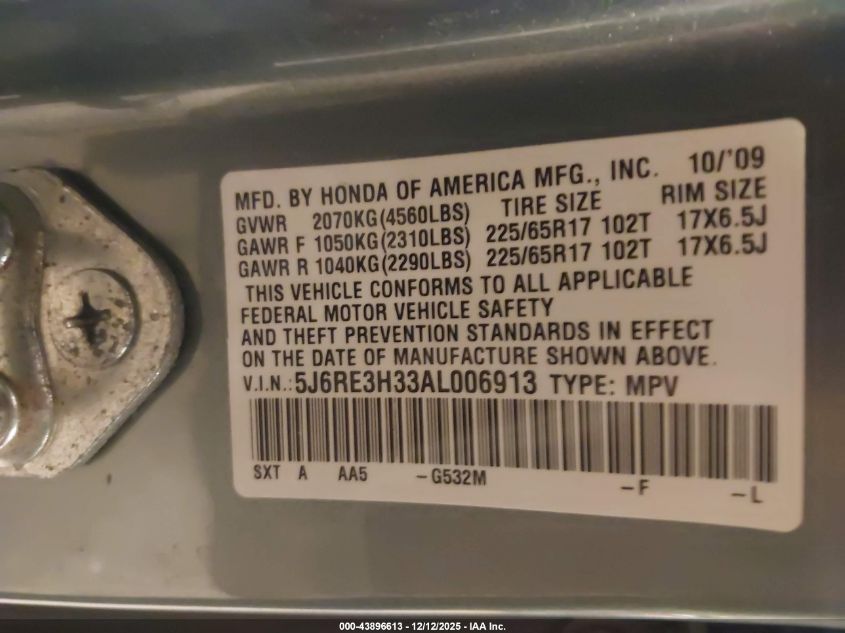 MFD. BY HONDA OF AMERICA MFG., INC. 10/'09
GVWR 2070KG(4560LBS) TIRE SIZE RIM SIZE
GAWR F 1050KG(2310LBS) 225/65R17 102T 17X6.5J
GAWR R 1040KG(2290LBS) 225/65R17 102T 17X6.5J
THIS VEHICLE CONFORMS TO ALL APPLICABLE
FEDERAL MOTOR VEHICLE SAFETY
AND THEFT PREVENTION STANDARDS IN EFFECT
ON THE DATE OF MANUFACTURE SHOWN ABOVE.
V.I.N.: 5J6RE3H33AL006913 TYPE: MPV
SXT A AA5 -G532M -F -L
000-43896613 - 12/12/2025 - IAA Inc.